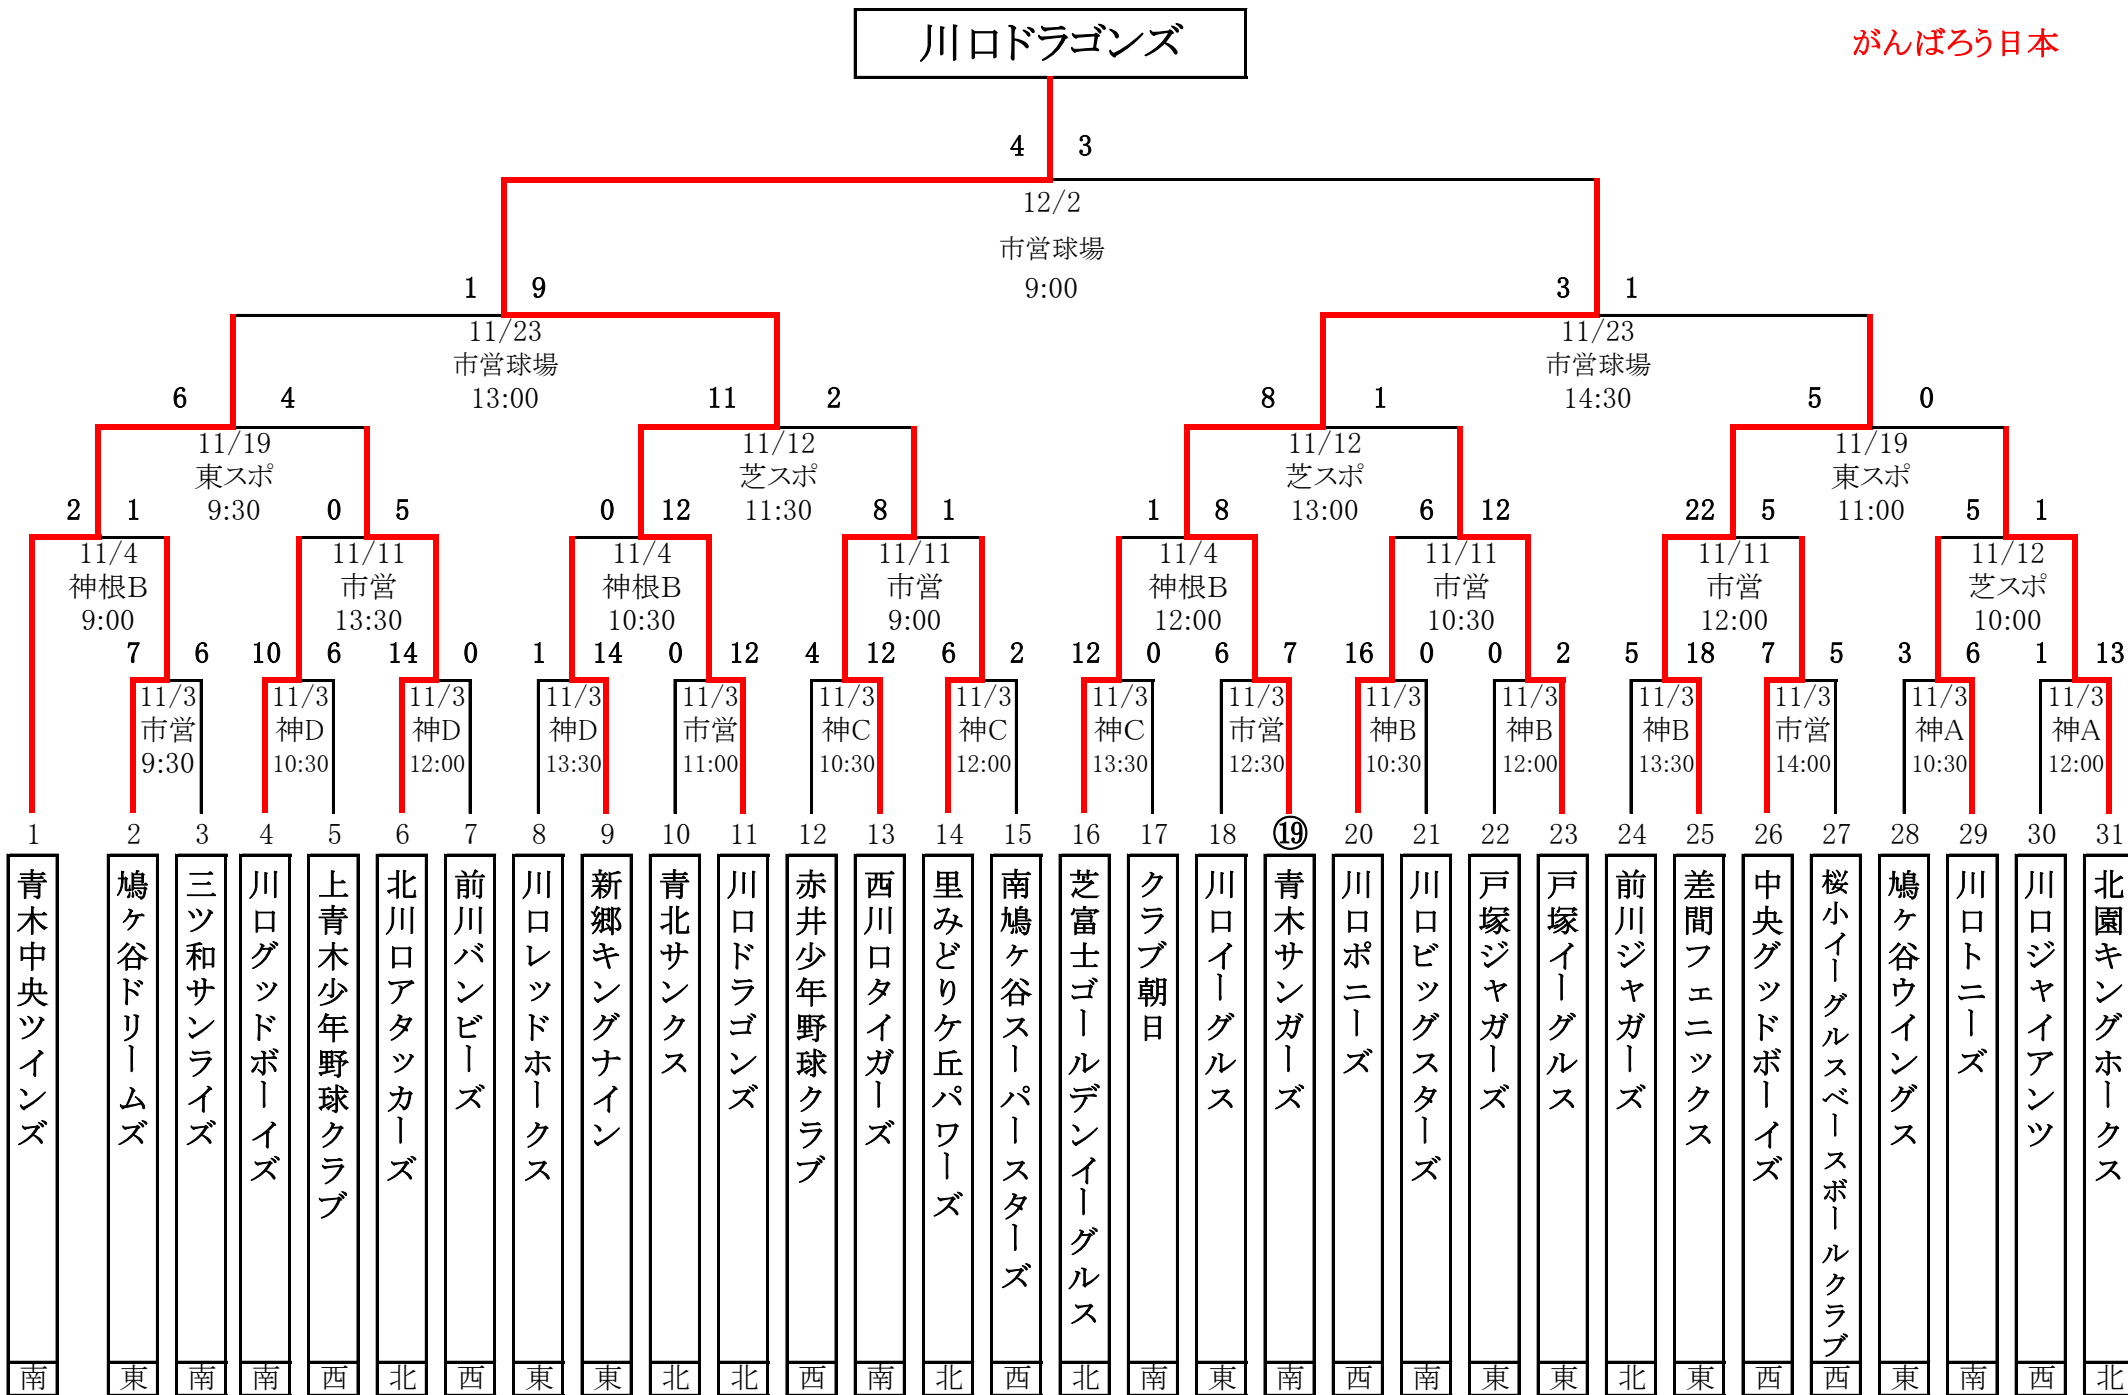 川口ドラゴンズ
がんばろう日本
4 3
12/2
市営球場
9:00
1 9 3 1
11/23 11/23
市営球場 市営球場
13:00 14:30
6 4 11 2 8 1 5 0
11/19 11/12 11/12 11/19
東スポ 芝スポ 芝スポ 東スポ
9:30 11:30 13:00 11:00
2 1 0 5 0 12 8 1 1 8 6 12 22 5 5 1
11/4 11/11 11/4 11/11 11/4 11/11 11/11 11/12
神根B 市営 神根B 市営 神根B 市営 市営 芝スポ
9:00 13:30 10:30 9:00 12:00 10:30 12:00 10:00
7 6 10 6 14 0 1 14 0 12 4 12 6 2 12 0 6 7 16 0 0 2 5 18 7 5 3 6 1 13
11/3 11/3 11/3 11/3 11/3 11/3 11/3 11/3 11/3 11/3 11/3 11/3 11/3 11/3 11/3
市営 神D 神D 神D 市営 神C 神C 神C 市営 神B 神B 神B 市営 神A 神A
9:30 10:30 12:00 13:30 11:00 10:30 12:00 13:30 12:30 10:30 12:00 13:30 14:00 10:30 12:00
1 2 3 4 5 6 7 8 9 10 11 12 13 14 15 16 17 18 ⑲ 20 21 22 23 24 25 26 27 28 29 30 31
青木中央ツインズ
鳩ヶ谷ドリームズ
三ツ和サンライズ
川口グッドボーイズ
上青木少年野球クラブ
北川口アタッカーズ
前川バンビーズ
川口レッドホークス
新郷キングナイン
青北サンクス
川口ドラゴンズ
赤井少年野球クラブ
西川口タイガーズ
里みどりケ丘パワーズ
南鳩ヶ谷スーパースターズ
芝富士ゴールデンイーグルス
クラブ朝日
川口イーグルス
青木サンガーズ
川口ポニーズ
川口ビッグスターズ
戸塚ジャガーズ
戸塚イーグルス
前川ジャガーズ
差間フェニックス
中央グッドボーイズ
桜小イーグルスベースボールクラブ
鳩ヶ谷ウイングス
川口トニーズ
川口ジャイアンツ
北園キングホークス
南 東 南 南 西 北 西 東 東 北 北 西 南 北 西 北 南 東 南 西 南 東 東 北 東 西 西 東 南 西 北